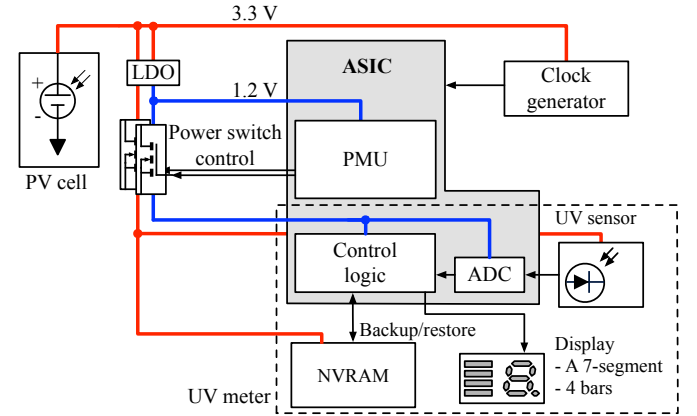 3.3 V
ASIC
Clock
generator
LDO
+
-
1.2 V
Power switch
control
PMU
PV cell
UV sensor
Control
logic
ADC
Backup/restore
Display
- A 7-segment
- 4 bars
NVRAM
UV meter